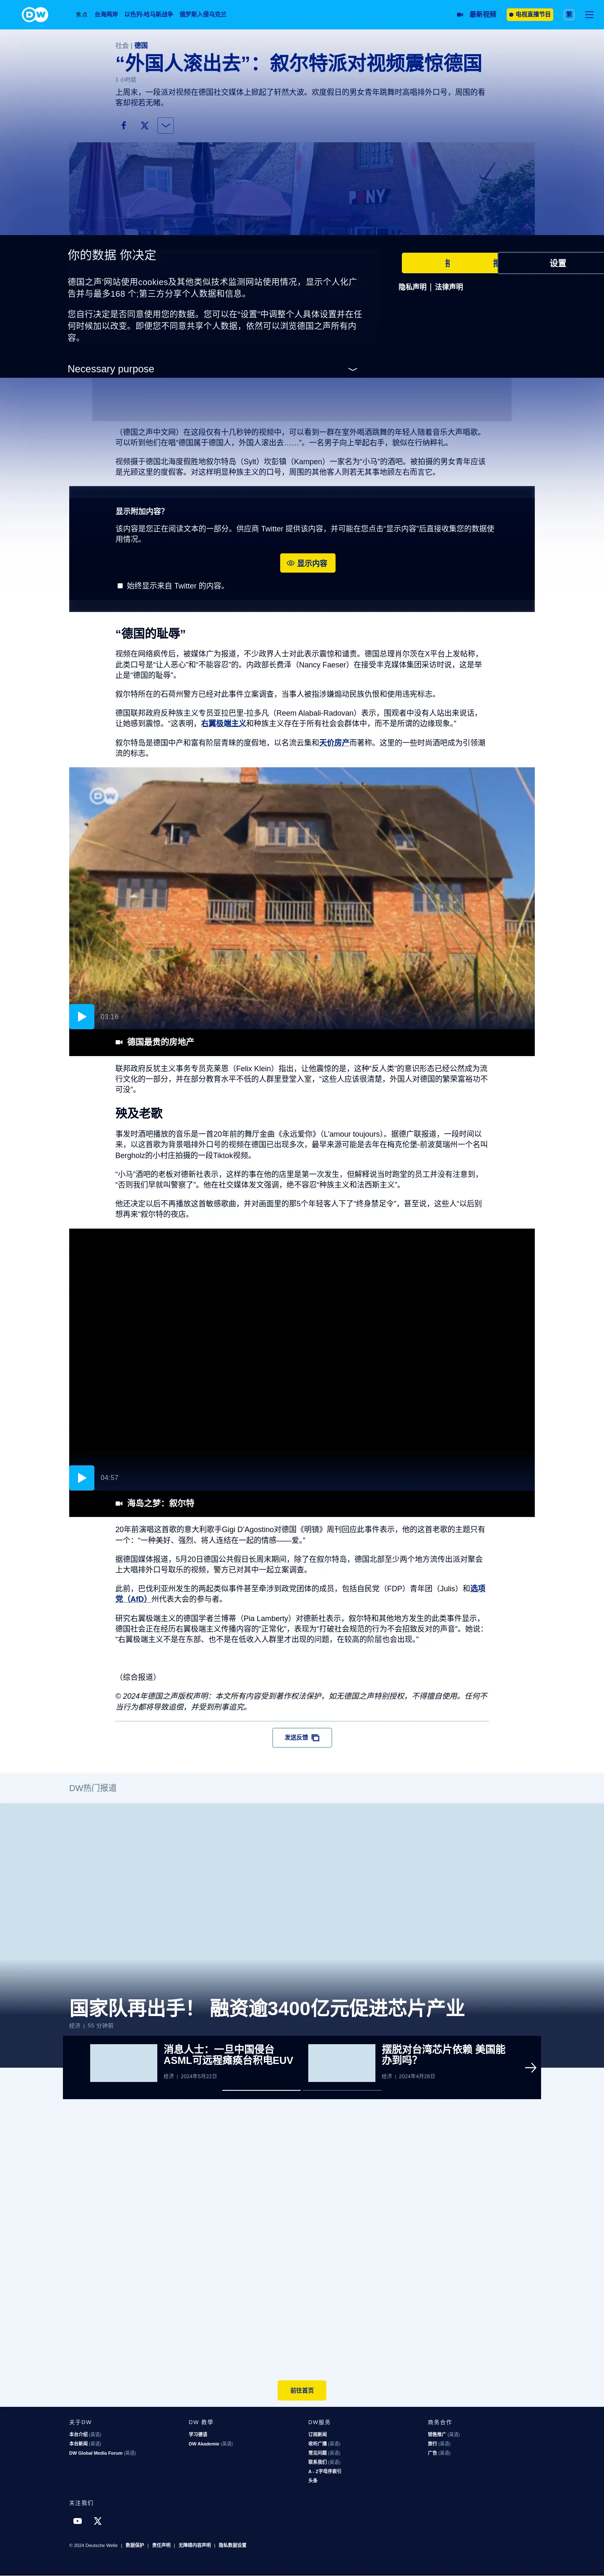 DW
焦点 台海两岸 以色列-哈马斯战争 俄罗斯入侵乌克兰
最新视频
电视直播节目
繁
社会 | 德国
“外国人滚出去”：叙尔特派对视频震惊德国
1 小时前
上周末，一段派对视频在德国社交媒体上掀起了轩然大波。欢度假日的男女青年跳舞时高唱排外口号，周围的看
客却视若无睹。
PONY
你的数据 你决定
德国之声'网站使用cookies及其他类似技术监测网站使用情况，显示个人化广
告并与最多168 个;第三方分享个人数据和信息。
您自行决定是否同意使用您的数据。您可以在“设置”中调整个人具体设置并在任
何时候加以改变。即便您不同意共享个人数据，依然可以浏览德国之声所有内
容。
设置
隐私声明 | 法律声明
Necessary purpose
（德国之声中文网）在这段仅有十几秒钟的视频中，可以看到一群在室外喝酒跳舞的年轻人随着音乐大声唱歌。
可以听到他们在唱“德国属于德国人，外国人滚出去……”。一名男子向上举起右手，貌似在行纳粹礼。
视频摄于德国北海度假胜地叙尔特岛（Sylt）坎彭镇（Kampen）一家名为“小马”的酒吧。被拍摄的男女青年应该
是光顾这里的度假客。对这样明显种族主义的口号，周围的其他客人则若无其事地顾左右而言它。
显示附加内容?
该内容是您正在阅读文本的一部分。供应商 Twitter 提供该内容，并可能在您点击“显示内容”后直接收集您的数据使
用情况。
显示内容
始终显示来自 Twitter 的内容。
“德国的耻辱”
视频在网络疯传后，被媒体广为报道，不少政界人士对此表示震惊和谴责。德国总理肖尔茨在X平台上发帖称，
此类口号是“让人恶心”和“不能容忍”的。内政部长费泽（Nancy Faeser）在接受丰克媒体集团采访时说，这是举
止是“德国的耻辱”。
叙尔特所在的石荷州警方已经对此事件立案调查，当事人被指涉嫌煽动民族仇恨和使用违宪标志。
德国联邦政府反种族主义专员亚拉巴里-拉多凡（Reem Alabali-Radovan）表示，围观者中没有人站出来说话，
让她感到震惊。“这表明，右翼极端主义和种族主义存在于所有社会会群体中，而不是所谓的边缘现象。”
叙尔特岛是德国中产和富有阶层青睐的度假地，以名流云集和天价房产而著称。这里的一些时尚酒吧成为引领潮
流的标志。
DW
03:16
德国最贵的房地产
联邦政府反犹主义事务专员克莱恩（Felix Klein）指出，让他震惊的是，这种“反人类”的意识形态已经公然成为流
行文化的一部分，并在部分教育水平不低的人群里登堂入室，“这些人应该很清楚，外国人对德国的繁荣富裕功不
可没”。
殃及老歌
事发时酒吧播放的音乐是一首20年前的舞厅金曲《永远爱你》（L'amour toujours）。据德广联报道，一段时间以
来，以这首歌为背景唱排外口号的视频在德国已出现多次，最早来源可能是去年在梅克伦堡-前波莫瑞州一个名叫
Bergholz的小村庄拍摄的一段Tiktok视频。
“小马”酒吧的老板对德新社表示，这样的事在他的店里是第一次发生，但解释说当时跑堂的员工并没有注意到，
“否则我们早就叫警察了”。他在社交媒体发文强调，绝不容忍“种族主义和法西斯主义”。
他还决定以后不再播放这首敏感歌曲，并对画面里的那5个年轻客人下了“终身禁足令”，甚至说，这些人“以后别
想再来”叙尔特的夜店。
04:57
海岛之梦：叙尔特
20年前演唱这首歌的意大利歌手Gigi D’Agostino对德国《明镜》周刊回应此事件表示，他的这首老歌的主题只有
一个：“一种美好、强烈、将人连结在一起的情感——爱。”
据德国媒体报道，5月20日德国公共假日长周末期间，除了在叙尔特岛，德国北部至少两个地方流传出派对聚会
上大唱排外口号取乐的视频，警方已对其中一起立案调查。
此前，巴伐利亚州发生的两起类似事件甚至牵涉到政党团体的成员，包括自民党（FDP）青年团（Julis）和选项
党（AfD）州代表大会的参与者。
研究右翼极端主义的德国学者兰博蒂（Pia Lamberty）对德新社表示，叙尔特和其他地方发生的此类事件显示，
德国社会正在经历右翼极端主义传播内容的“正常化”，表现为“打破社会规范的行为不会招致反对的声音”。她说：
“右翼极端主义不是在东部、也不是在低收入人群里才出现的问题，在较高的阶层也会出现。”
（综合报道）
© 2024年德国之声版权声明：本文所有内容受到著作权法保护，如无德国之声特别授权，不得擅自使用。任何不
当行为都将导致追偿，并受到刑事追究。
发送反馈
DW热门报道
国家队再出手！ 融资逾3400亿元促进芯片产业
经济 | 55 分钟前
消息人士：一旦中国侵台
ASML可远程瘫痪台积电EUV
经济 | 2024年5月22日
摆脱对台湾芯片依赖 美国能
办到吗？
经济 | 2024年4月28日
前往首页
关于DW
本台介绍 (英语)
本台新闻 (英语)
DW Global Media Forum (英语)
DW 教学
学习德语
DW Akademie (英语)
DW服务
订阅新闻
收听广播 (英语)
常见问题 (英语)
联系我们 (英语)
A - Z字母序索引
头条
商务合作
销售推广 (英语)
旅行 (英语)
广告 (英语)
关注我们
© 2024 Deutsche Welle | 数据保护 | 责任声明 | 无障碍内容声明 | 隐私数据设置